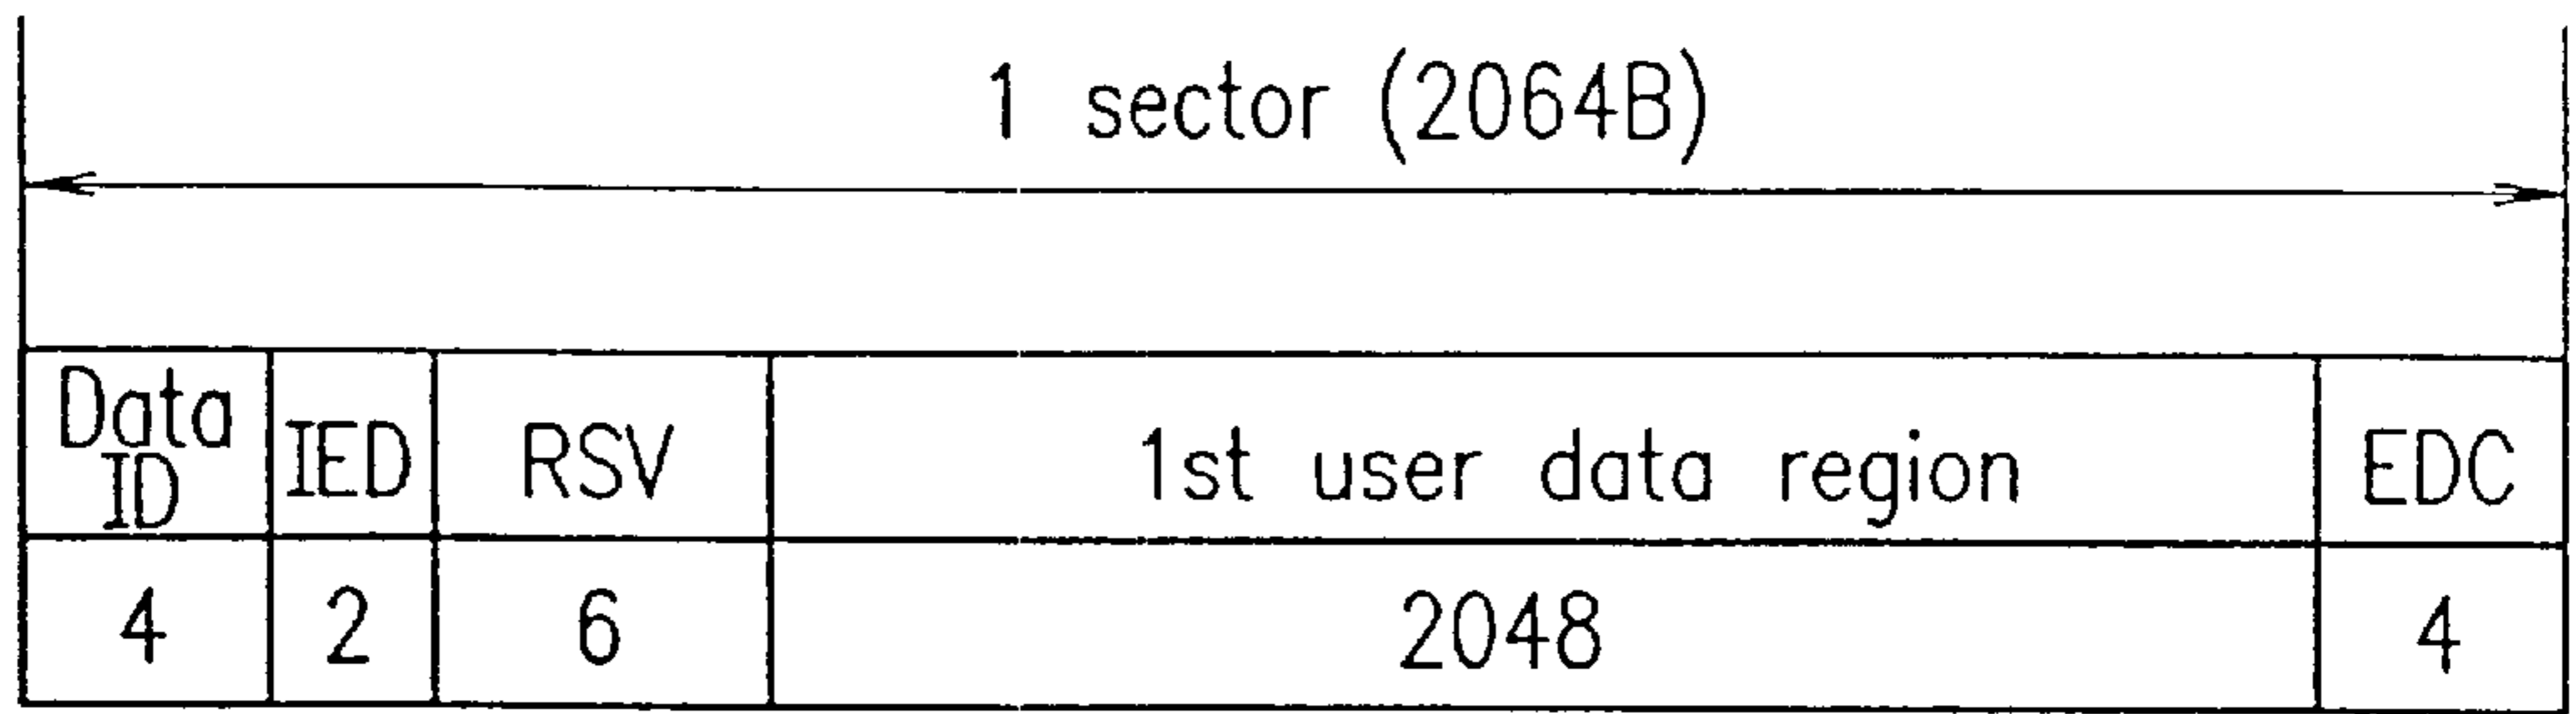 1 sector (2064B)
Data
ID
IED
RSV
1st user data region
EDC
4
2
6
2048
4